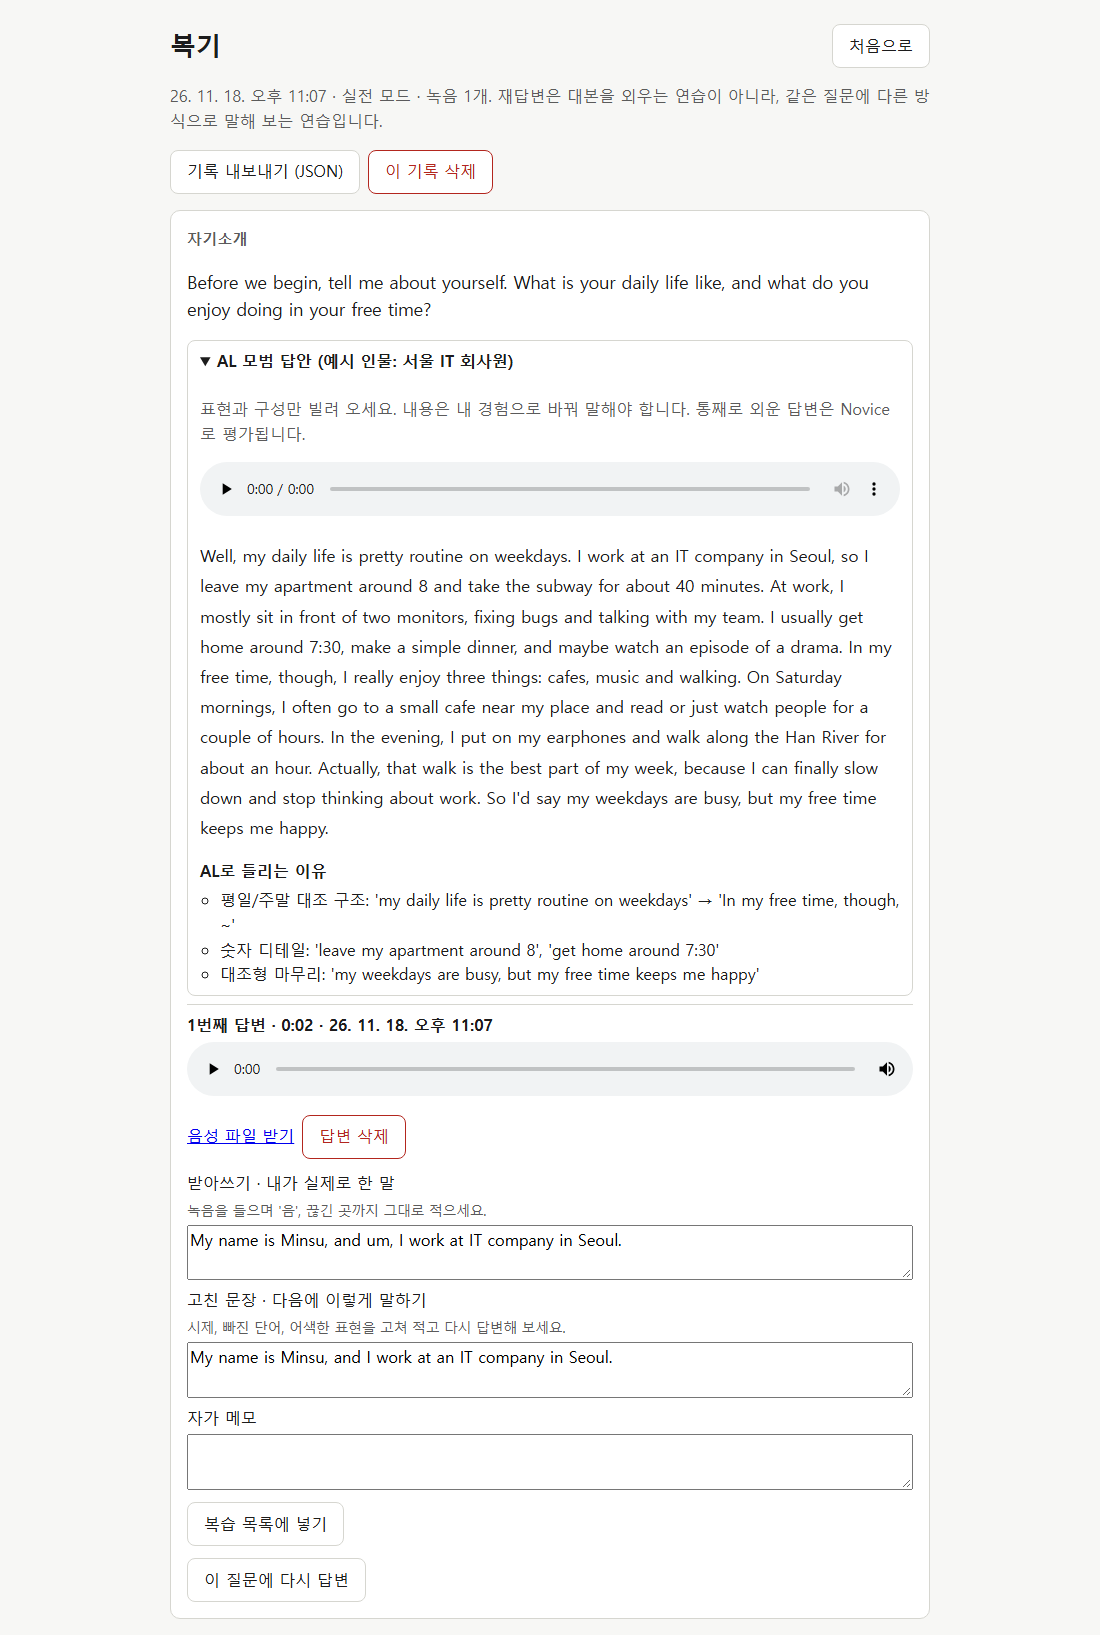 복기
처음으로
26. 11. 18. 오후 11:07 · 실전 모드 · 녹음 1개. 재답변은 대본을 외우는 연습이 아니라, 같은 질문에 다른 방
식으로 말해 보는 연습입니다.
기록 내보내기 (JSON)
이 기록 삭제
자기소개
Before we begin, tell me about yourself. What is your daily life like, and what do you
enjoy doing in your free time?
▼ AL 모범 답안 (예시 인물: 서울 IT 회사원)
표현과 구성만 빌려 오세요. 내용은 내 경험으로 바꿔 말해야 합니다. 통째로 외운 답변은 Novice
로 평가됩니다.
0:00 / 0:00
Well, my daily life is pretty routine on weekdays. I work at an IT company in Seoul, so I
leave my apartment around 8 and take the subway for about 40 minutes. At work, I
mostly sit in front of two monitors, fixing bugs and talking with my team. I usually get
home around 7:30, make a simple dinner, and maybe watch an episode of a drama. In my
free time, though, I really enjoy three things: cafes, music and walking. On Saturday
mornings, I often go to a small cafe near my place and read or just watch people for a
couple of hours. In the evening, I put on my earphones and walk along the Han River for
about an hour. Actually, that walk is the best part of my week, because I can finally slow
down and stop thinking about work. So I'd say my weekdays are busy, but my free time
keeps me happy.
AL로 들리는 이유
평일/주말 대조 구조: 'my daily life is pretty routine on weekdays' → 'In my free time, though,
~'
숫자 디테일: 'leave my apartment around 8', 'get home around 7:30'
대조형 마무리: 'my weekdays are busy, but my free time keeps me happy'
1번째 답변 · 0:02 · 26. 11. 18. 오후 11:07
0:00
음성 파일 받기
답변 삭제
받아쓰기 · 내가 실제로 한 말
녹음을 들으며 '음', 끊긴 곳까지 그대로 적으세요.
My name is Minsu, and um, I work at IT company in Seoul.
고친 문장 · 다음에 이렇게 말하기
시제, 빠진 단어, 어색한 표현을 고쳐 적고 다시 답변해 보세요.
My name is Minsu, and I work at an IT company in Seoul.
자가 메모
복습 목록에 넣기
이 질문에 다시 답변